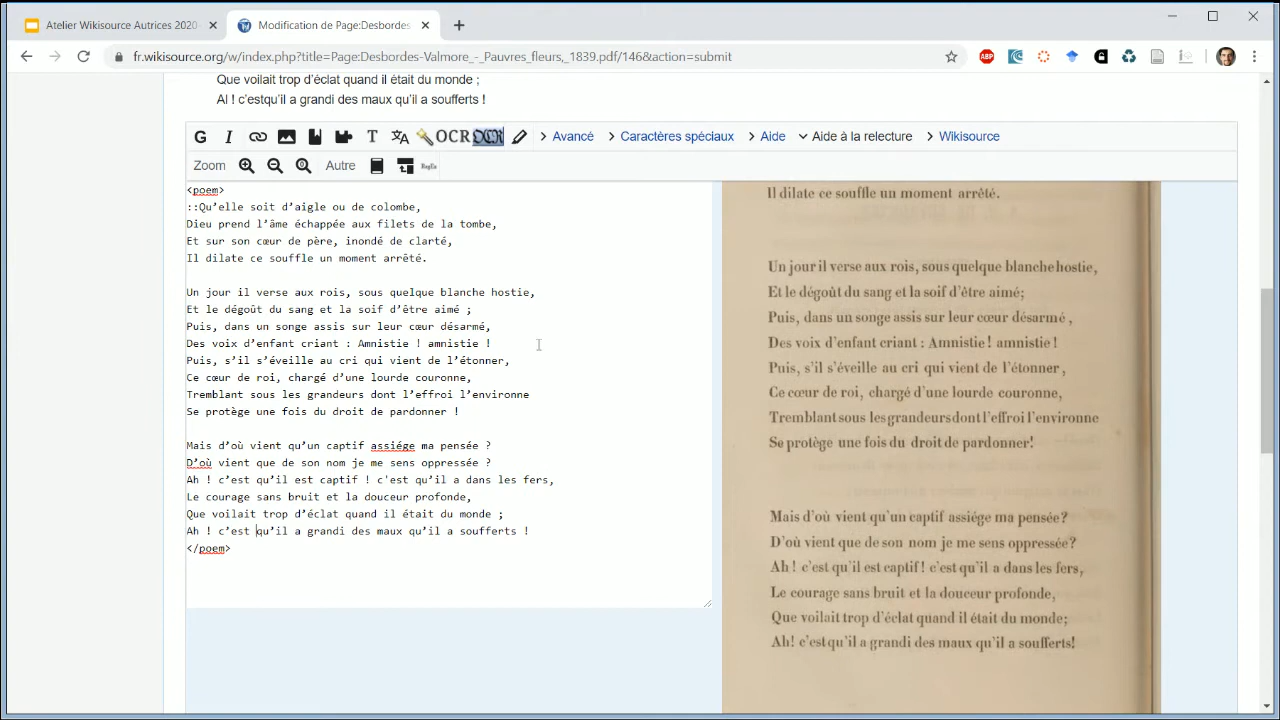 Atelier Wikisource Autrices 2020
Modification de Page:Desbordes
fr.wikisource.org/w/index.php?title=Page:Desbordes-Valmore_-_Pauvres_fleurs,_1839.pdf/146&action=submit
ABP
Que voilait trop d’éclat quand il était du monde ;
Al ! c’estqu’il a grandi des maux qu’il a soufferts !
G I T OCR OCR Avancé Caractères spéciaux Aide Aide à la relecture Wikisource
Zoom Autre RegEx
<poem>
::Qu’elle soit d’aigle ou de colombe,
Dieu prend l’âme échappée aux filets de la tombe,
Et sur son cœur de père, inondé de clarté,
Il dilate ce souffle un moment arrêté.
Un jour il verse aux rois, sous quelque blanche hostie,
Et le dégoût du sang et la soif d’être aimé ;
Puis, dans un songe assis sur leur cœur désarmé,
Des voix d’enfant criant : Amnistie ! amnistie !
Puis, s’il s’éveille au cri qui vient de l’étonner,
Ce cœur de roi, chargé d’une lourde couronne,
Tremblant sous les grandeurs dont l’effroi l’environne
Se protège une fois du droit de pardonner !
Mais d’où vient qu’un captif assiége ma pensée ?
D’où vient que de son nom je me sens oppressée ?
Ah ! c’est qu’il est captif ! c'est qu’il a dans les fers,
Le courage sans bruit et la douceur profonde,
Que voilait trop d’éclat quand il était du monde ;
Ah ! c’est qu’il a grandi des maux qu’il a soufferts !
</poem>
Il dilate ce souffle un moment arrêté.
Un jour il verse aux rois, sous quelque blanche hostie,
Et le dégoût du sang et la soif d’être aimé;
Puis, dans un songe assis sur leur cœur désarmé,
Des voix d’enfant criant : Amnistie! amnistie!
Puis, s’il s’éveille au cri qui vient de l’étonner,
Ce cœur de roi, chargé d’une lourde couronne,
Tremblant sous les grandeurs dont l’effroi l’environne
Se protège une fois du droit de pardonner!
Mais d’où vient qu’un captif assiége ma pensée?
D’où vient que de son nom je me sens oppressée?
Ah! c’est qu’il est captif! c’est qu’il a dans les fers,
Le courage sans bruit et la douceur profonde,
Que voilait trop d’éclat quand il était du monde;
Ah! c’est qu’il a grandi des maux qu’il a soufferts!